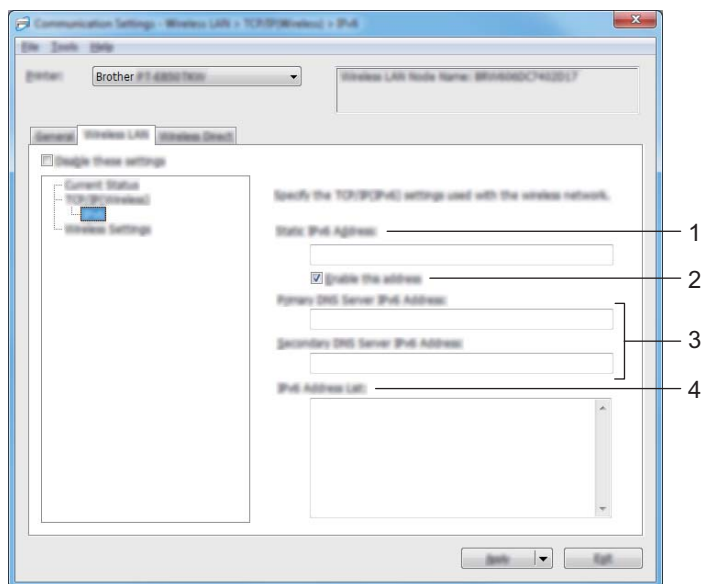 Communication Settings - Wireless LAN > TCP/IP(Wireless) > IPv6
File Tools Help
Printer:
Brother
Wireless LAN Node Name:
General Wireless LAN Wireless Direct
Disable these settings
Current Status
TCP/IP(Wireless)
IPv6
Wireless Settings
Specify the TCP/IP(IPv6) settings used with the wireless network.
Static IPv6 Address:
1
Enable this address
2
Primary DNS Server IPv6 Address:
3
Secondary DNS Server IPv6 Address:
IPv6 Address List:
4
Apply Exit